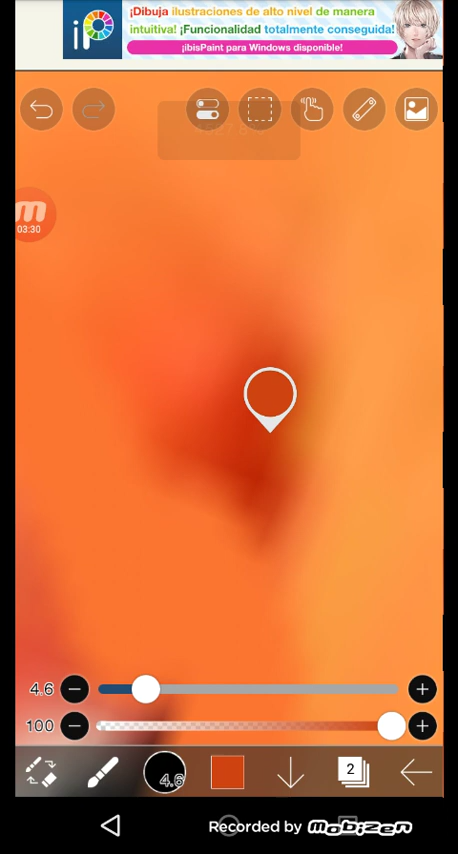 iP
¡Dibuja ilustraciones de alto nivel de manera
intuitiva! ¡Funcionalidad totalmente conseguida!
¡ibisPaint para Windows disponible!
m
03:30
4.6
100
4.6
2
Recorded by mobizen